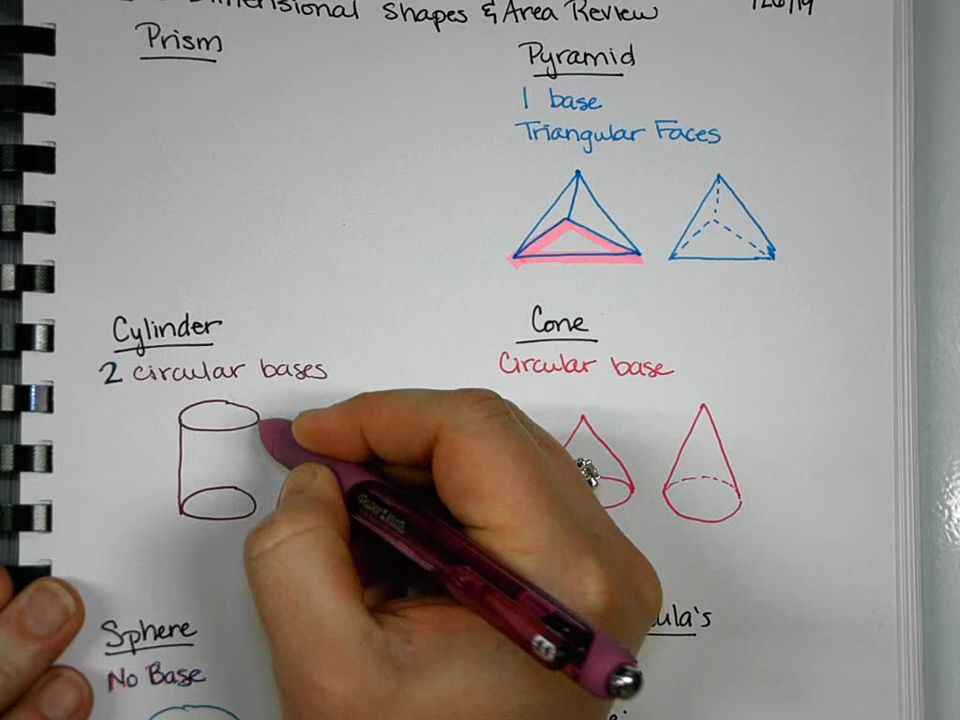 Dimensional Shapes & Area Review
Prism
Pyramid
1 base
Triangular Faces
Cylinder
2 circular bases
Cone
Circular base
Sphere
No Base